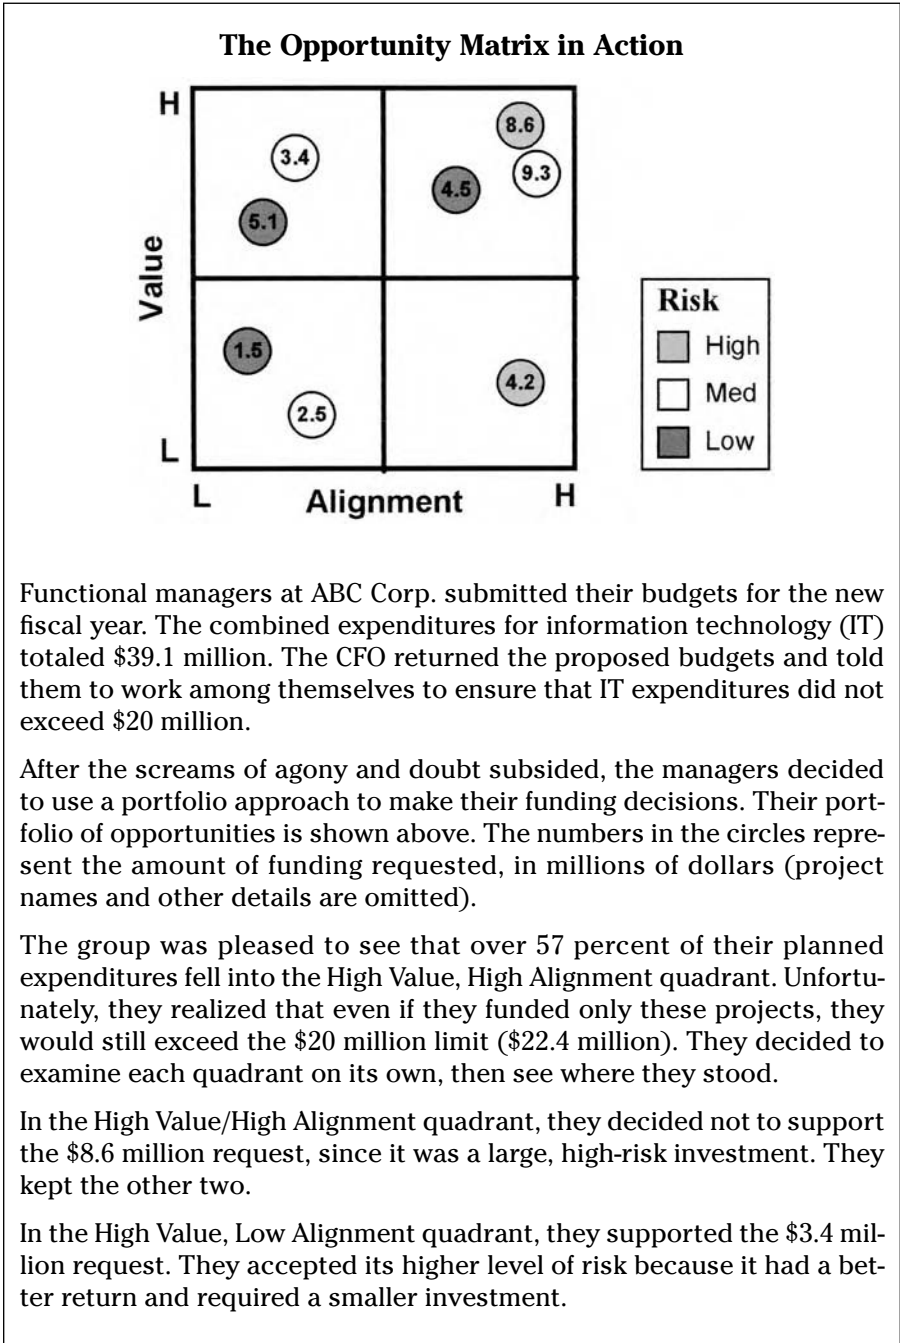 The Opportunity Matrix in Action
H
8.6
3.4
9.3
4.5
5.1
Value
Risk
High
1.5
4.2
Med
2.5
Low
L
L
Alignment
H
Functional managers at ABC Corp. submitted their budgets for the new
fiscal year. The combined expenditures for information technology (IT)
totaled $39.1 million. The CFO returned the proposed budgets and told
them to work among themselves to ensure that IT expenditures did not
exceed $20 million.
After the screams of agony and doubt subsided, the managers decided
to use a portfolio approach to make their funding decisions. Their port-
folio of opportunities is shown above. The numbers in the circles repre-
sent the amount of funding requested, in millions of dollars (project
names and other details are omitted).
The group was pleased to see that over 57 percent of their planned
expenditures fell into the High Value, High Alignment quadrant. Unfortu-
nately, they realized that even if they funded only these projects, they
would still exceed the $20 million limit ($22.4 million). They decided to
examine each quadrant on its own, then see where they stood.
In the High Value/High Alignment quadrant, they decided not to support
the $8.6 million request, since it was a large, high-risk investment. They
kept the other two.
In the High Value, Low Alignment quadrant, they supported the $3.4 mil-
lion request. They accepted its higher level of risk because it had a bet-
ter return and required a smaller investment.